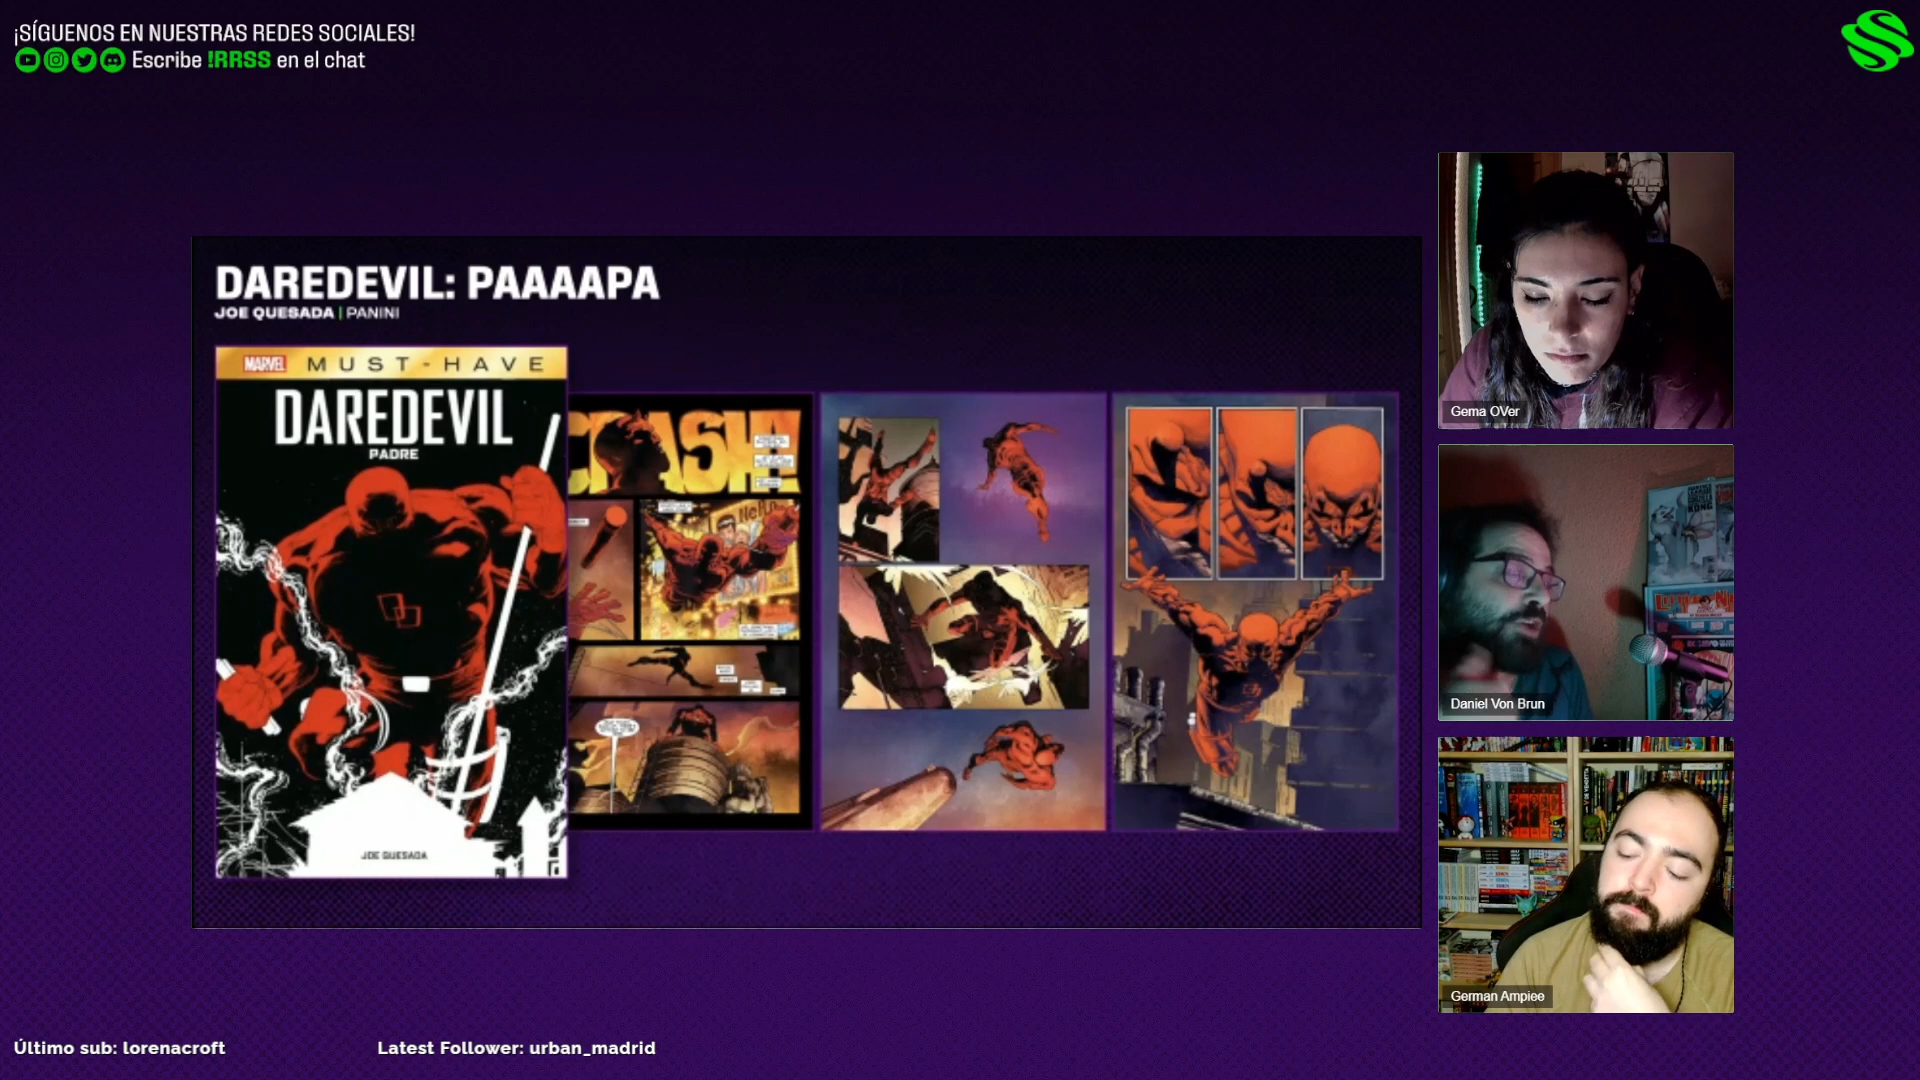 ¡SÍGUENOS EN NUESTRAS REDES SOCIALES!
Escribe !RRSS en el chat
DAREDEVIL: PAAAAPA
JOE QUESADA | PANINI
MARVEL MUST-HAVE
DAREDEVIL
PADRE
JOE QUESADA
CRASH!
Gema OVer
KONG
Daniel Von Brun
German Ampiee
Último sub: lorenacroft
Latest Follower: urban_madrid